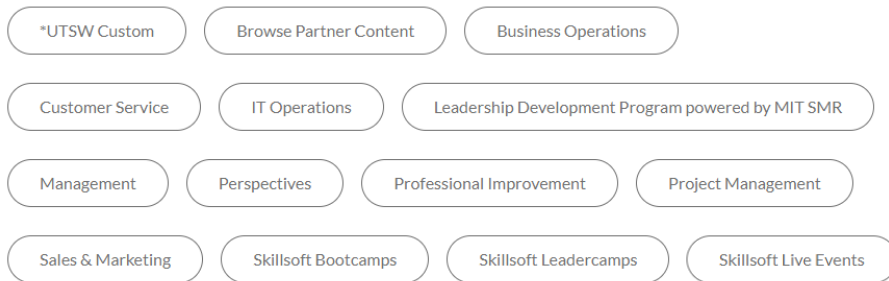 *UTSW Custom Browse Partner Content Business Operations
Customer Service IT Operations Leadership Development Program powered by MIT SMR
Management Perspectives Professional Improvement Project Management
Sales & Marketing Skillsoft Bootcamps Skillsoft Leadercamps Skillsoft Live Events